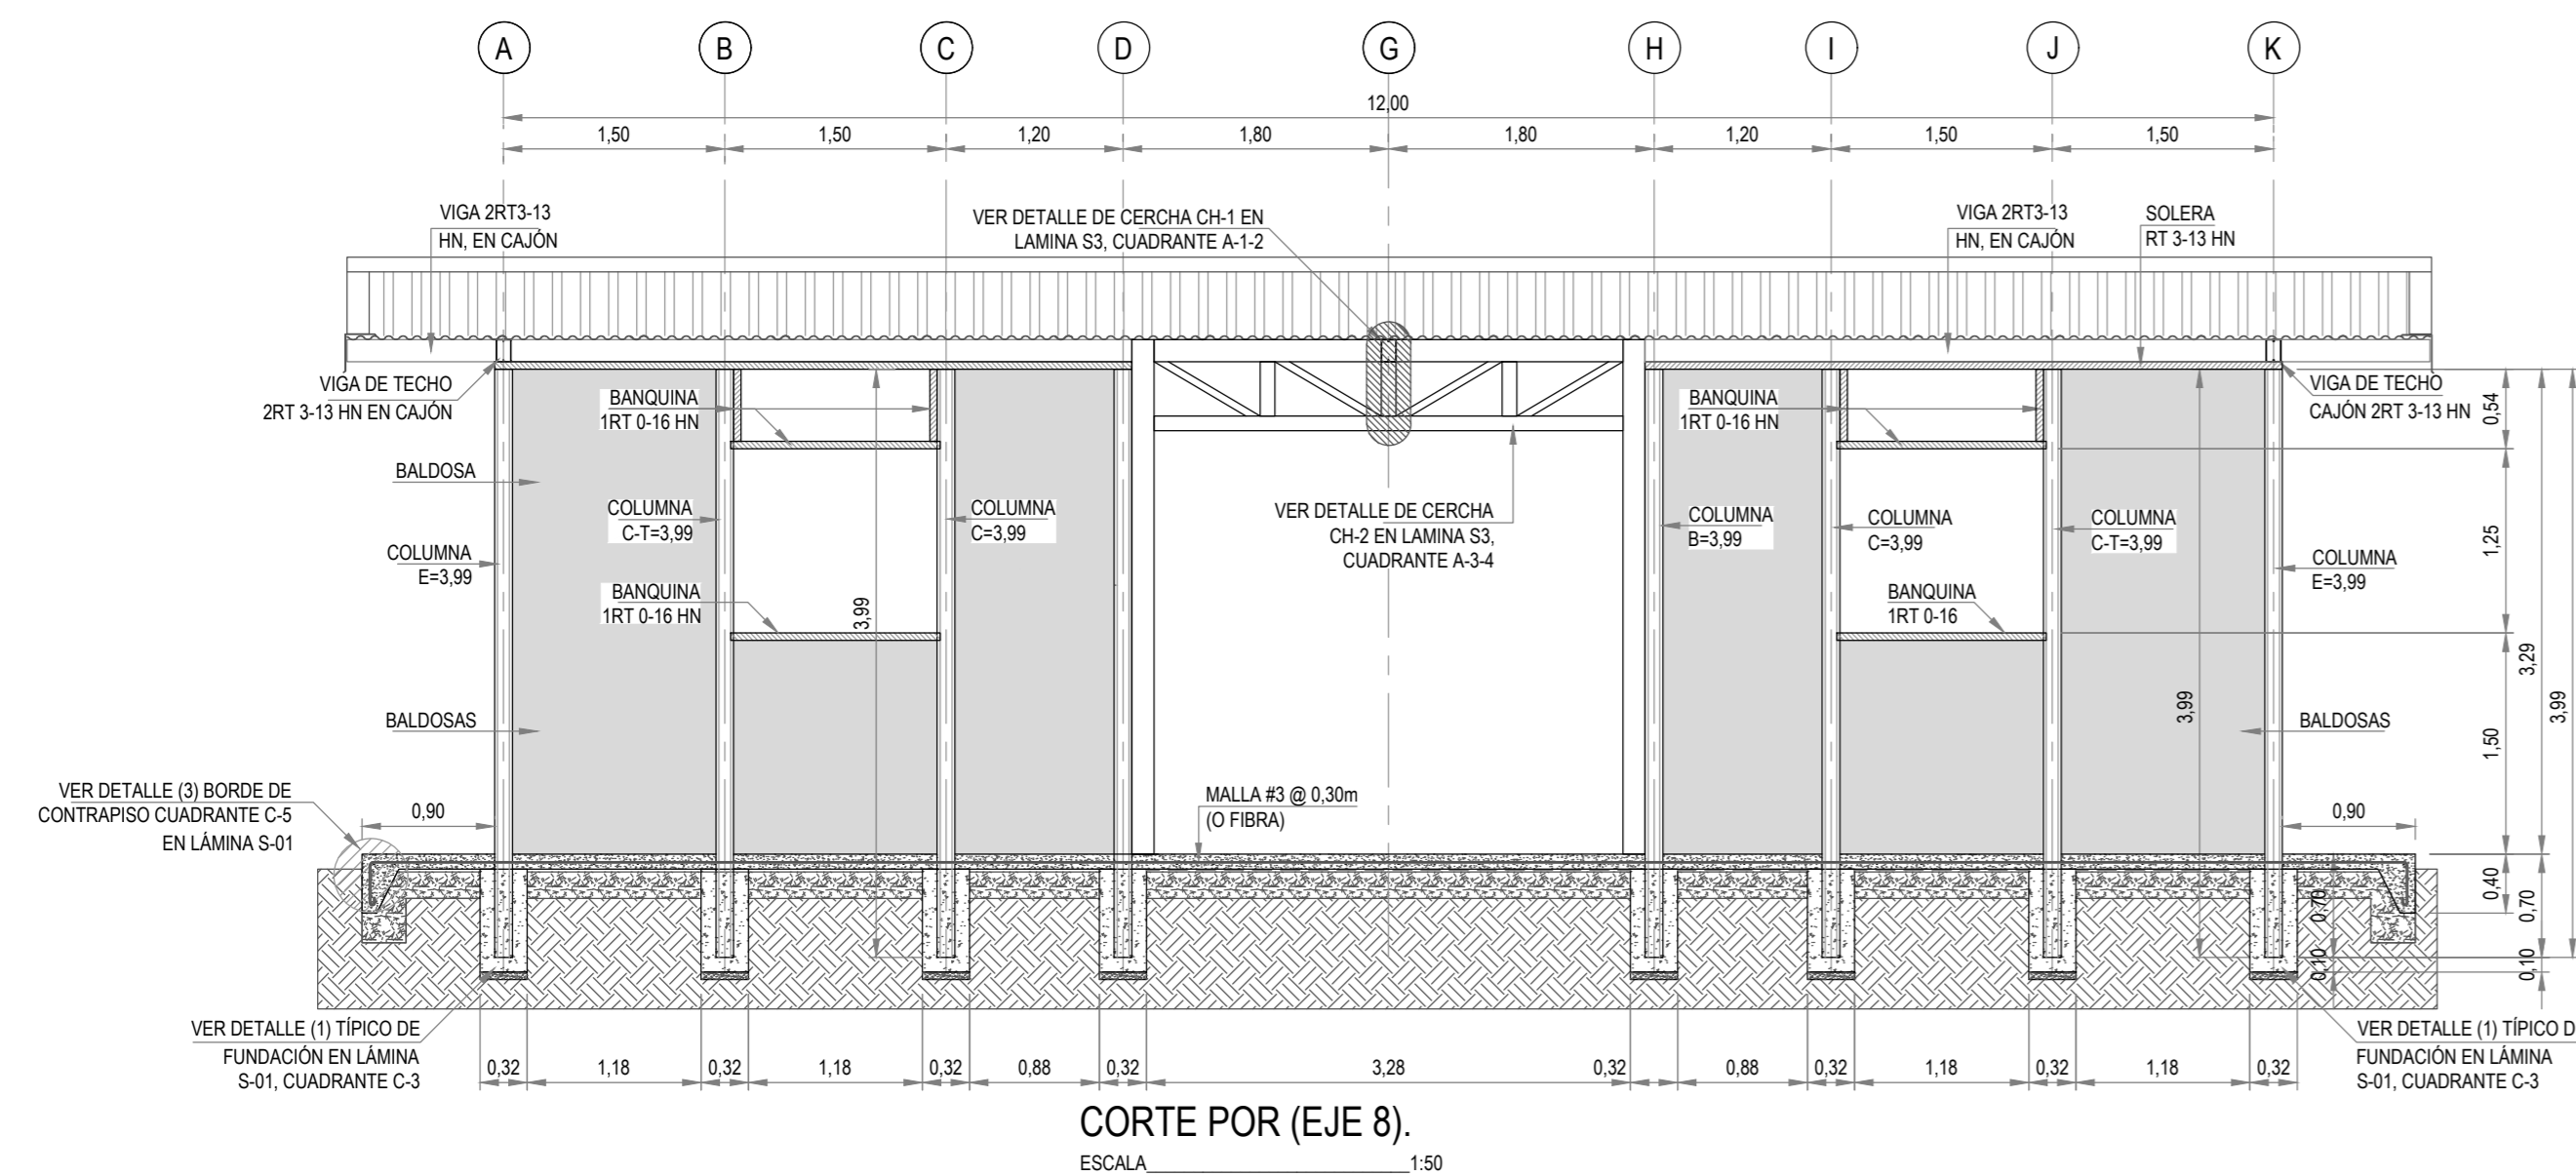 A B C D G H I J K
12,00
1,50 1,50 1,20 1,80 1,80 1,20 1,50 1,50
VIGA 2RT3-13
HN, EN CAJÓN
VER DETALLE DE CERCHA CH-1 EN
LAMINA S3, CUADRANTE A-1-2
VIGA 2RT3-13
HN, EN CAJÓN
SOLERA
RT 3-13 HN
VIGA DE TECHO
2RT 3-13 HN EN CAJÓN
BANQUINA
1RT 0-16 HN
BANQUINA
1RT 0-16 HN
VIGA DE TECHO
CAJÓN 2RT 3-13 HN
0,54
BALDOSA
COLUMNA
C-T=3,99
COLUMNA
C=3,99
VER DETALLE DE CERCHA
CH-2 EN LAMINA S3,
CUADRANTE A-3-4
COLUMNA
B=3,99
COLUMNA
C=3,99
COLUMNA
C-T=3,99
1,25
COLUMNA
E=3,99
COLUMNA
E=3,99
BANQUINA
1RT 0-16 HN
3,99
BANQUINA
1RT 0-16
3,29
3,99
3,99
BALDOSAS
BALDOSAS
1,50
VER DETALLE (3) BORDE DE
CONTRAPISO CUADRANTE C-5
EN LÁMINA S-01
0,90
MALLA #3 @ 0,30m
(O FIBRA)
0,90
0,40
0,70
0,70
0,10
0,10
VER DETALLE (1) TÍPICO DE
FUNDACIÓN EN LÁMINA
S-01, CUADRANTE C-3
0,32 1,18 0,32 1,18 0,32 0,88 0,32 3,28 0,32 0,88 0,32 1,18 0,32 1,18 0,32
VER DETALLE (1) TÍPICO D
FUNDACIÓN EN LÁMINA
S-01, CUADRANTE C-3
CORTE POR (EJE 8).
ESCALA 1:50